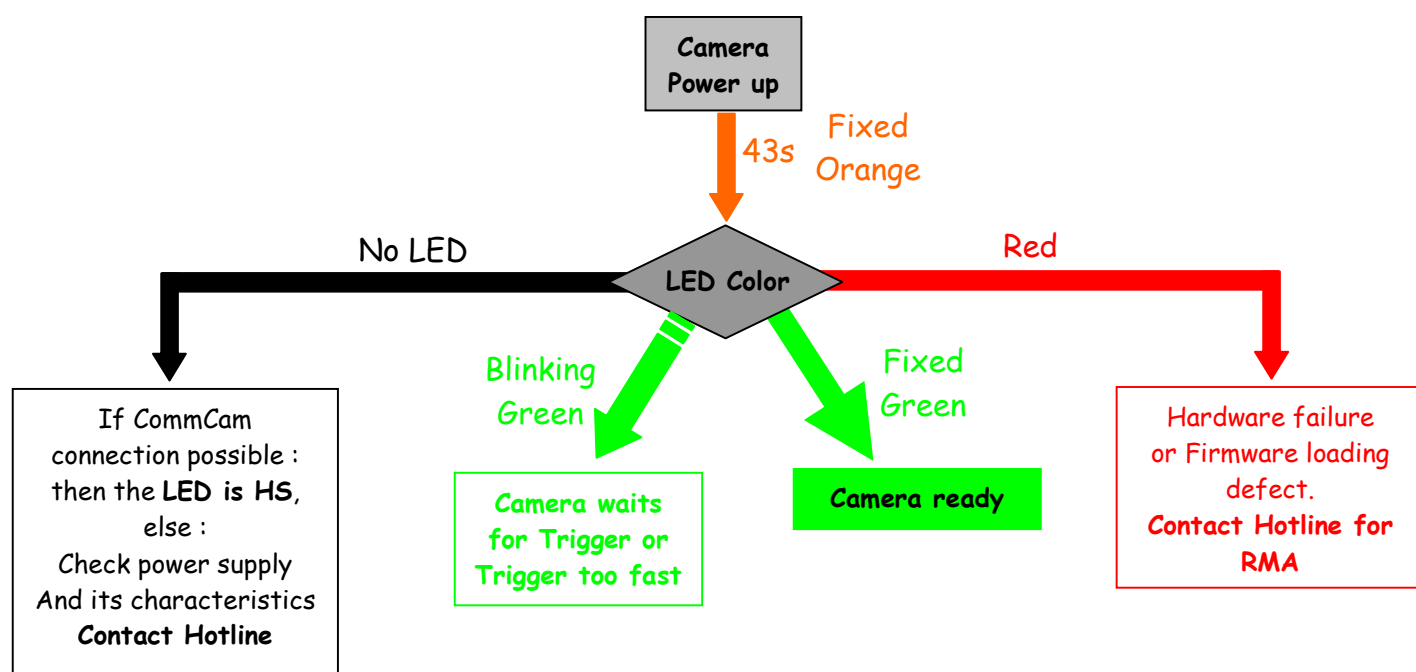 Camera
Power up
43s
Fixed
Orange
No LED
LED Color
Red
Blinking
Green
Fixed
Green
If CommCam
connection possible :
then the LED is HS,
else :
Check power supply
And its characteristics
Contact Hotline
Camera waits
for Trigger or
Trigger too fast
Camera ready
Hardware failure
or Firmware loading
defect.
Contact Hotline for
RMA